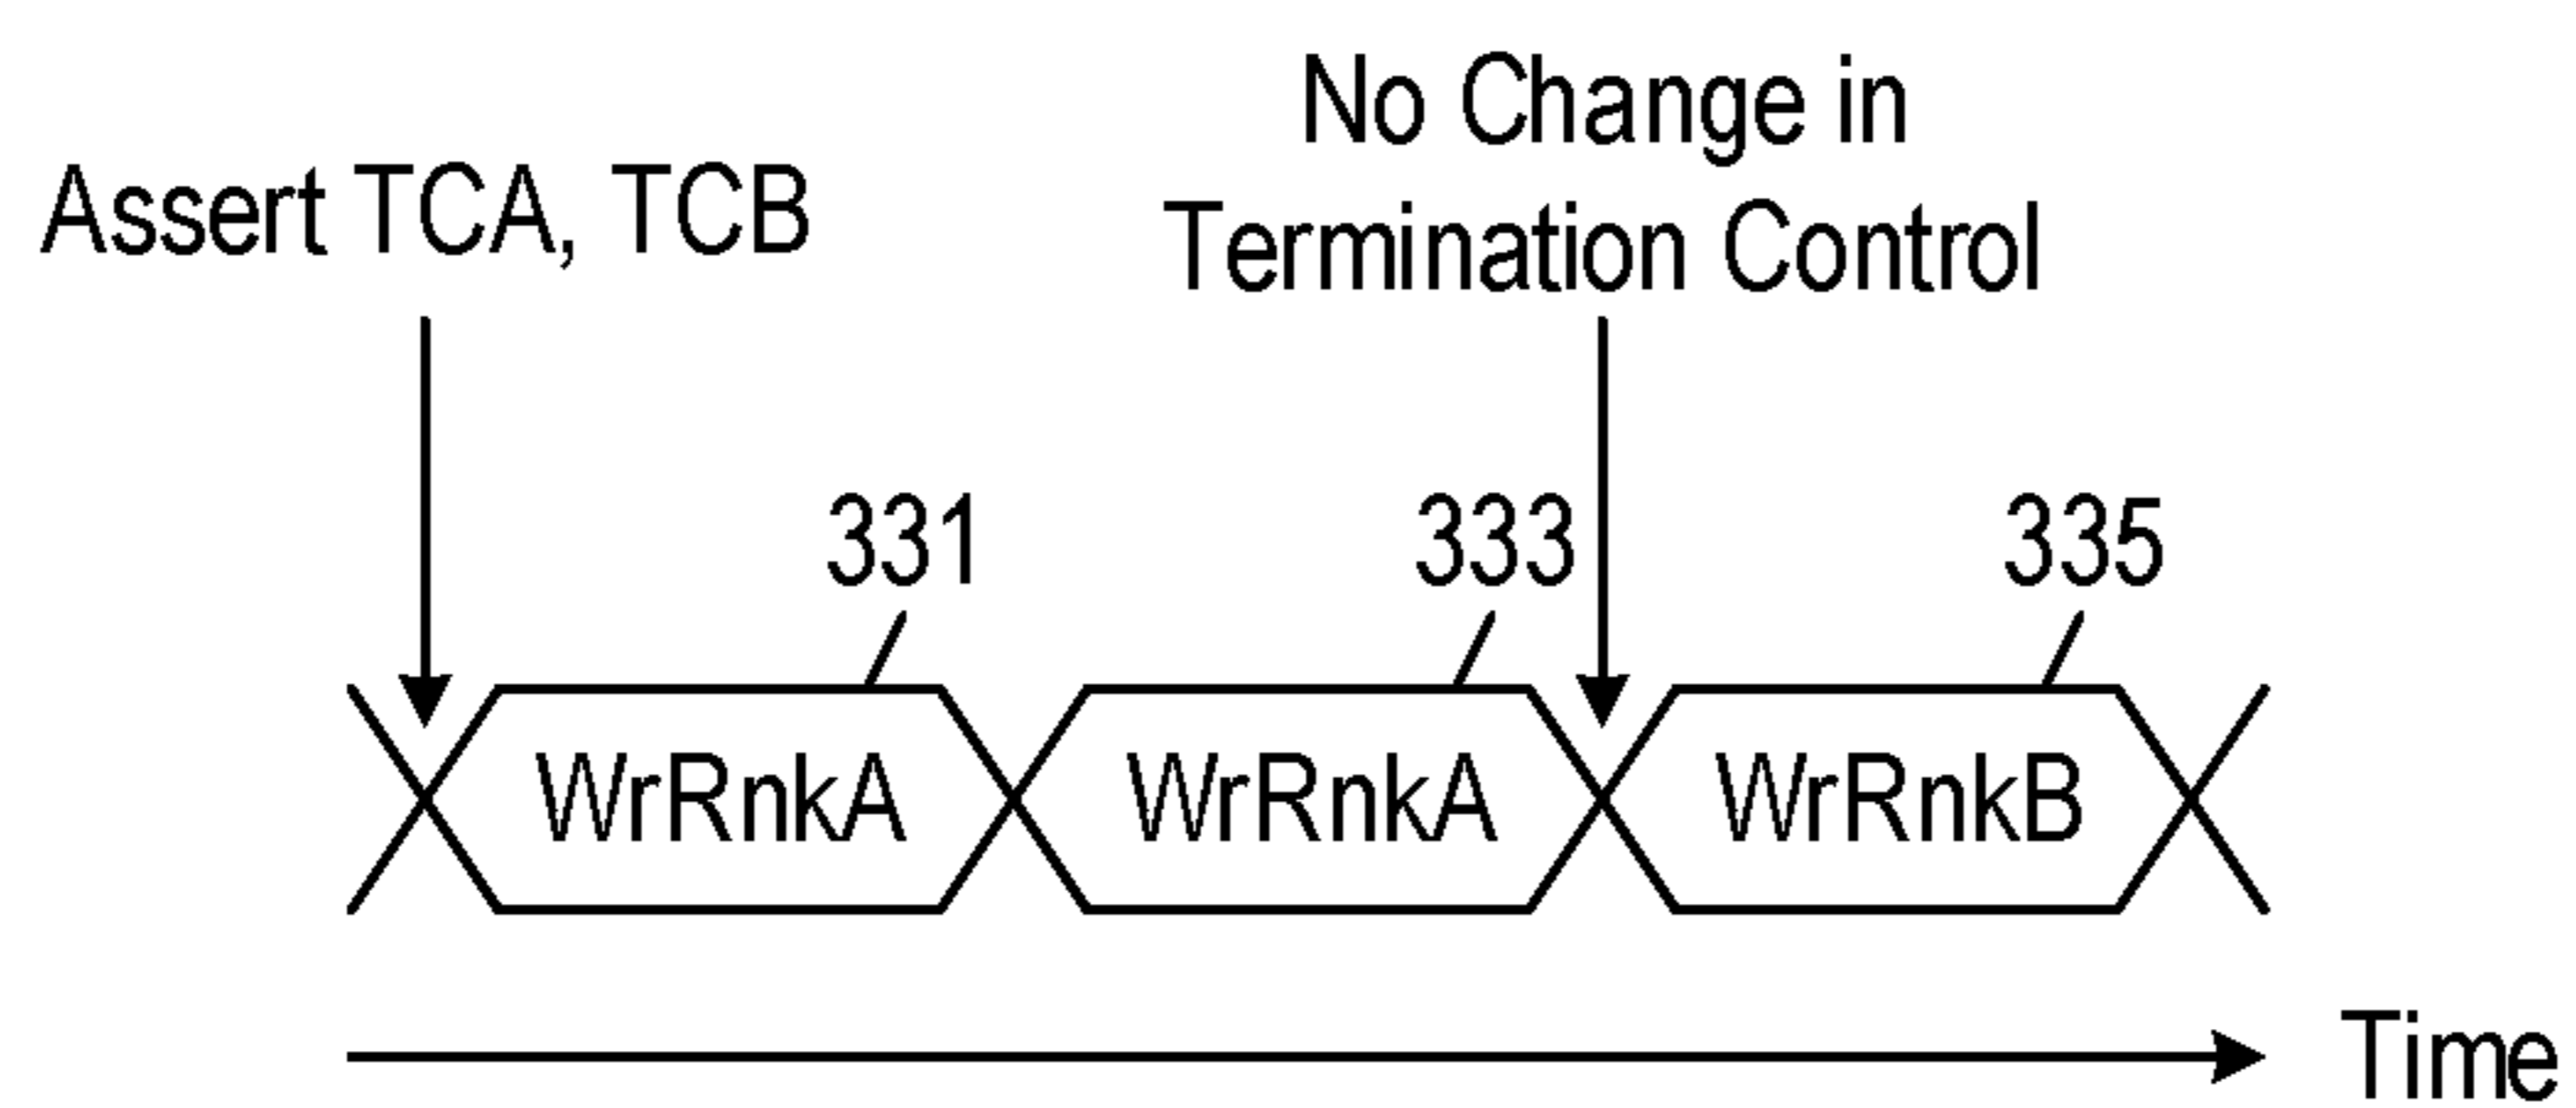 No Change in
Assert TCA, TCB
Termination Control
331
333
335
WrRnkA
WrRnkA
WrRnkB
Time